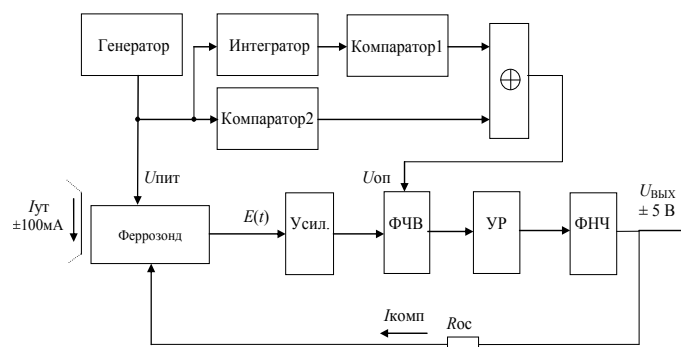 Генератор
Интегратор
Компаратор1
Компаратор2
⊕
Uпит
Uоп
Uвых
± 5 В
Iут
±100мА
Феррозонд
E(t)
Усил.
ФЧВ
УР
ФНЧ
Iкомп
Rос